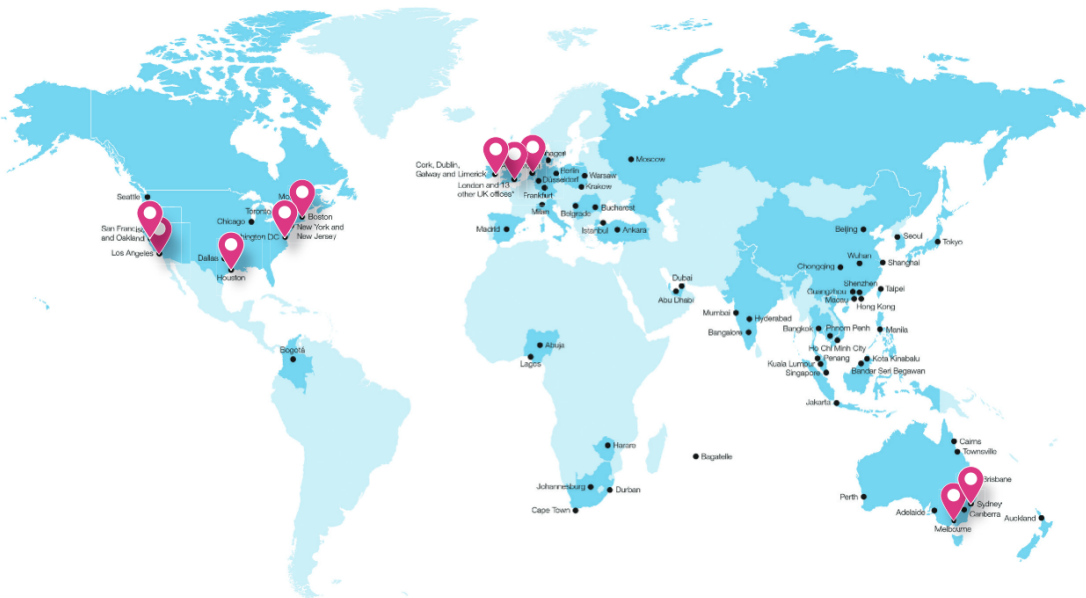 Seattle
San Francis
and Oakland
Los Angeles
Chicago
Toronto
Boston
New York and
New Jersey
DC
Dallas
Houston
Bogotá
Cork, Dublin,
Galway and Limerick
London and 13
other UK offices*
Berlin
Düsseldorf
Frankfurt
Milan
Madrid
Warsaw
Krakow
Bucharest
Belgrade
Istanbul
Ankara
Moscow
Abuja
Lagos
Harare
Johannesburg
Durban
Cape Town
Bagatelle
Dubai
Abu Dhabi
Mumbai
Hyderabad
Bangalore
Beijing
Seoul
Tokyo
Wuhan
Chongqing
Shanghai
Shenzhen
Guangzhou
Taipei
Macau
Hong Kong
Bangkok
Phnom Penh
Manila
Ho Chi Minh City
Penang
Kota Kinabalu
Kuala Lumpur
Bandar Seri Begawan
Singapore
Jakarta
Cairns
Townsville
Brisbane
Perth
Sydney
Adelaide
Canberra
Melbourne
Auckland